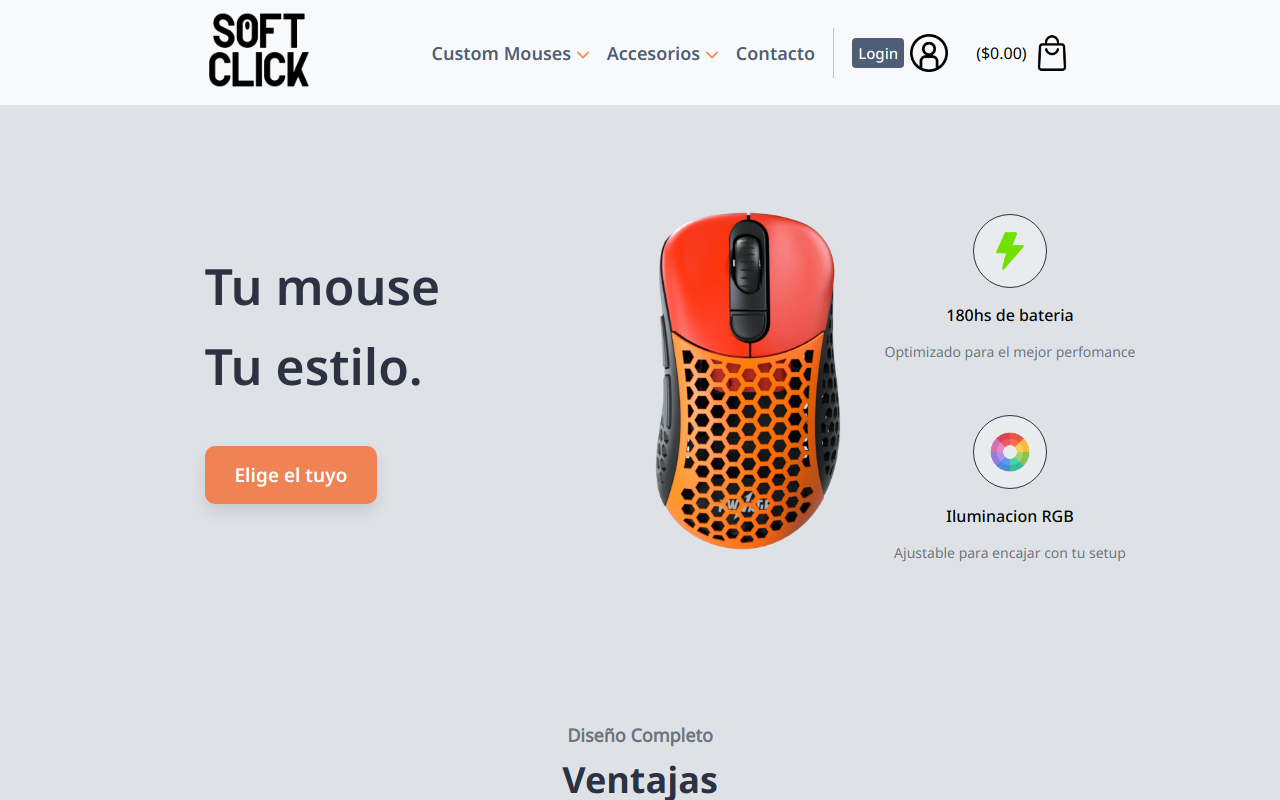 SOFT
CLICK
Custom Mouses
Accesorios
Contacto
Login
($0.00)
Tu mouse
Tu estilo.
Elige el tuyo
180hs de bateria
Optimizado para el mejor perfomance
Iluminacion RGB
Ajustable para encajar con tu setup
Diseño Completo
Ventajas